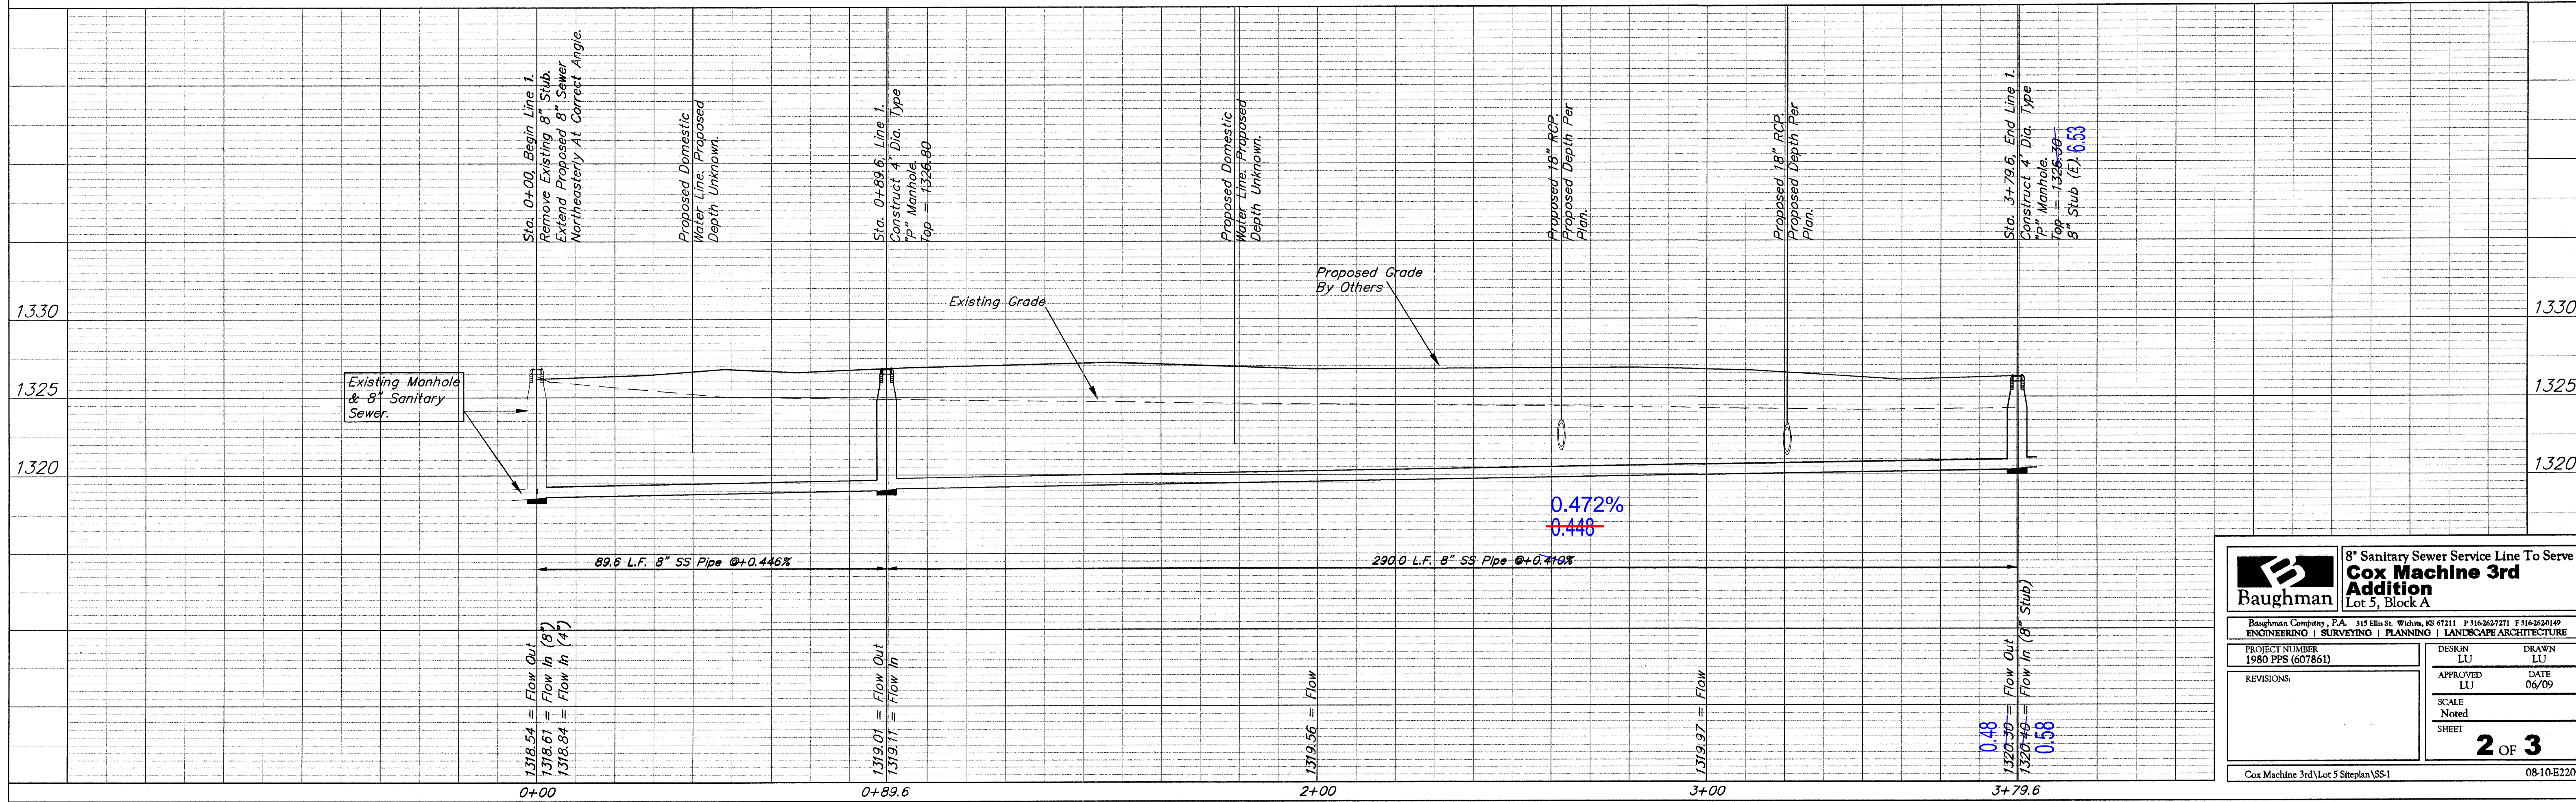 Sta. 0+00, Begin Line 1.
Remove Existing 8" Stub.
Extend Proposed 8" Sewer
Northeasterly At Correct Angle.
Proposed Domestic
Water Line. Proposed
Depth Unknown.
Sta. 0+89.6, Line 1.
Construct 4' Dia. Type
"P" Manhole.
Top = 1326.80
Proposed Domestic
Water Line. Proposed
Depth Unknown.
Proposed 18" RCP.
Proposed Depth Per
Plan.
Proposed 18" RCP.
Proposed Depth Per
Plan.
Sta. 3+79.6, End Line 1.
Construct 4' Dia. Type
"P" Manhole.
Top = 1326.30
8" Stub (E). 6.53
1330
1330
1325
1325
1320
1320
Existing Grade
Proposed Grade
By Others
Existing Manhole
& 8" Sanitary
Sewer.
0.472%
0.448
89.6 L.F. 8" SS Pipe @+0.446%
290.0 L.F. 8" SS Pipe @+0.410%
1318.54 = Flow Out
1318.61 = Flow In (8")
1318.84 = Flow In (4")
1319.01 = Flow Out
1319.11 = Flow In
1319.56 = Flow
1319.97 = Flow
0.48
1320.30 = Flow Out
1320.40 = Flow In (8" Stub)
0.58
0+00
0+89.6
2+00
3+00
3+79.6
B
Baughman
8" Sanitary Sewer Service Line To Serve
Cox Machine 3rd
Addition
Lot 5, Block A
Baughman Company, P.A. 315 Ellis St. Wichita, KS 67211 P 316-262-7271 F 316-262-0149
ENGINEERING | SURVEYING | PLANNING | LANDSCAPE ARCHITECTURE
PROJECT NUMBER
1980 PPS (607861)
DESIGN
LU
DRAWN
LU
REVISIONS:
APPROVED
LU
DATE
06/09
SCALE
Noted
SHEET
2 OF 3
Cox Machine 3rd\Lot 5 Siteplan\SS-1
08-10-E220